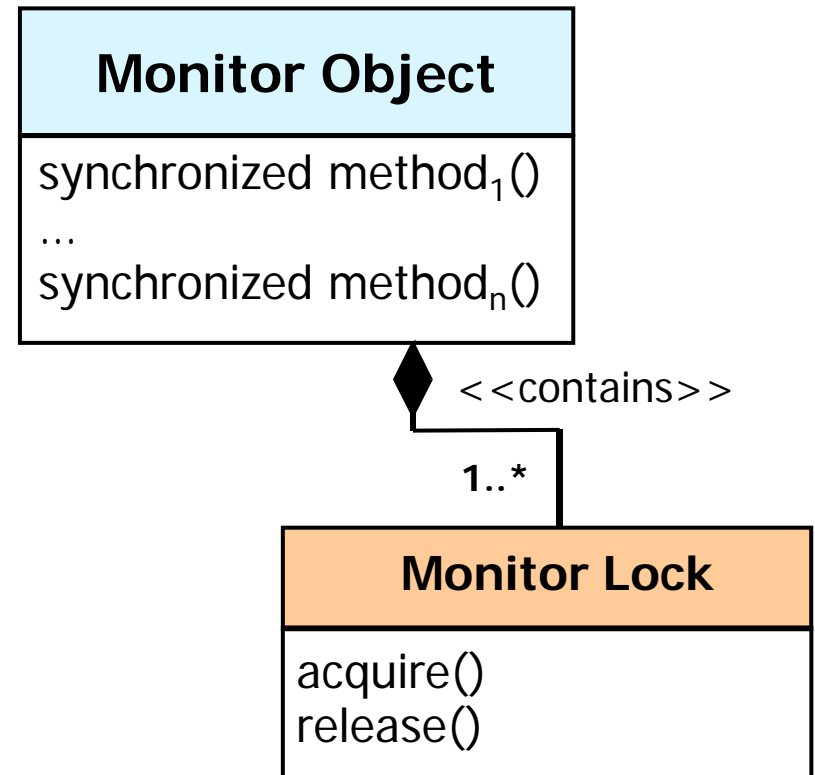 Monitor Object
synchronized method₁()
...
synchronized methodₙ()
<<contains>>
1..*
Monitor Lock
acquire()
release()